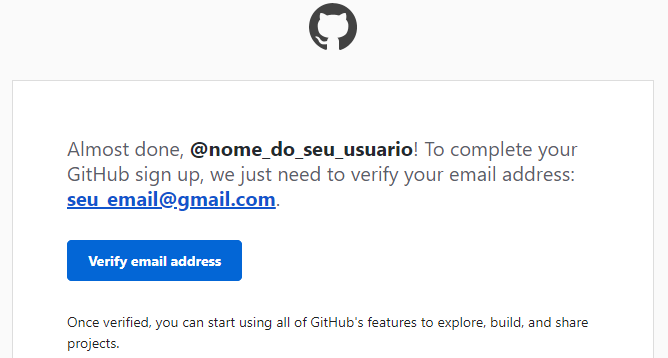 Almost done, @nome_do_seu_usuario! To complete your
GitHub sign up, we just need to verify your email address:
seu_email@gmail.com.
Verify email address
Once verified, you can start using all of GitHub's features to explore, build, and share
projects.